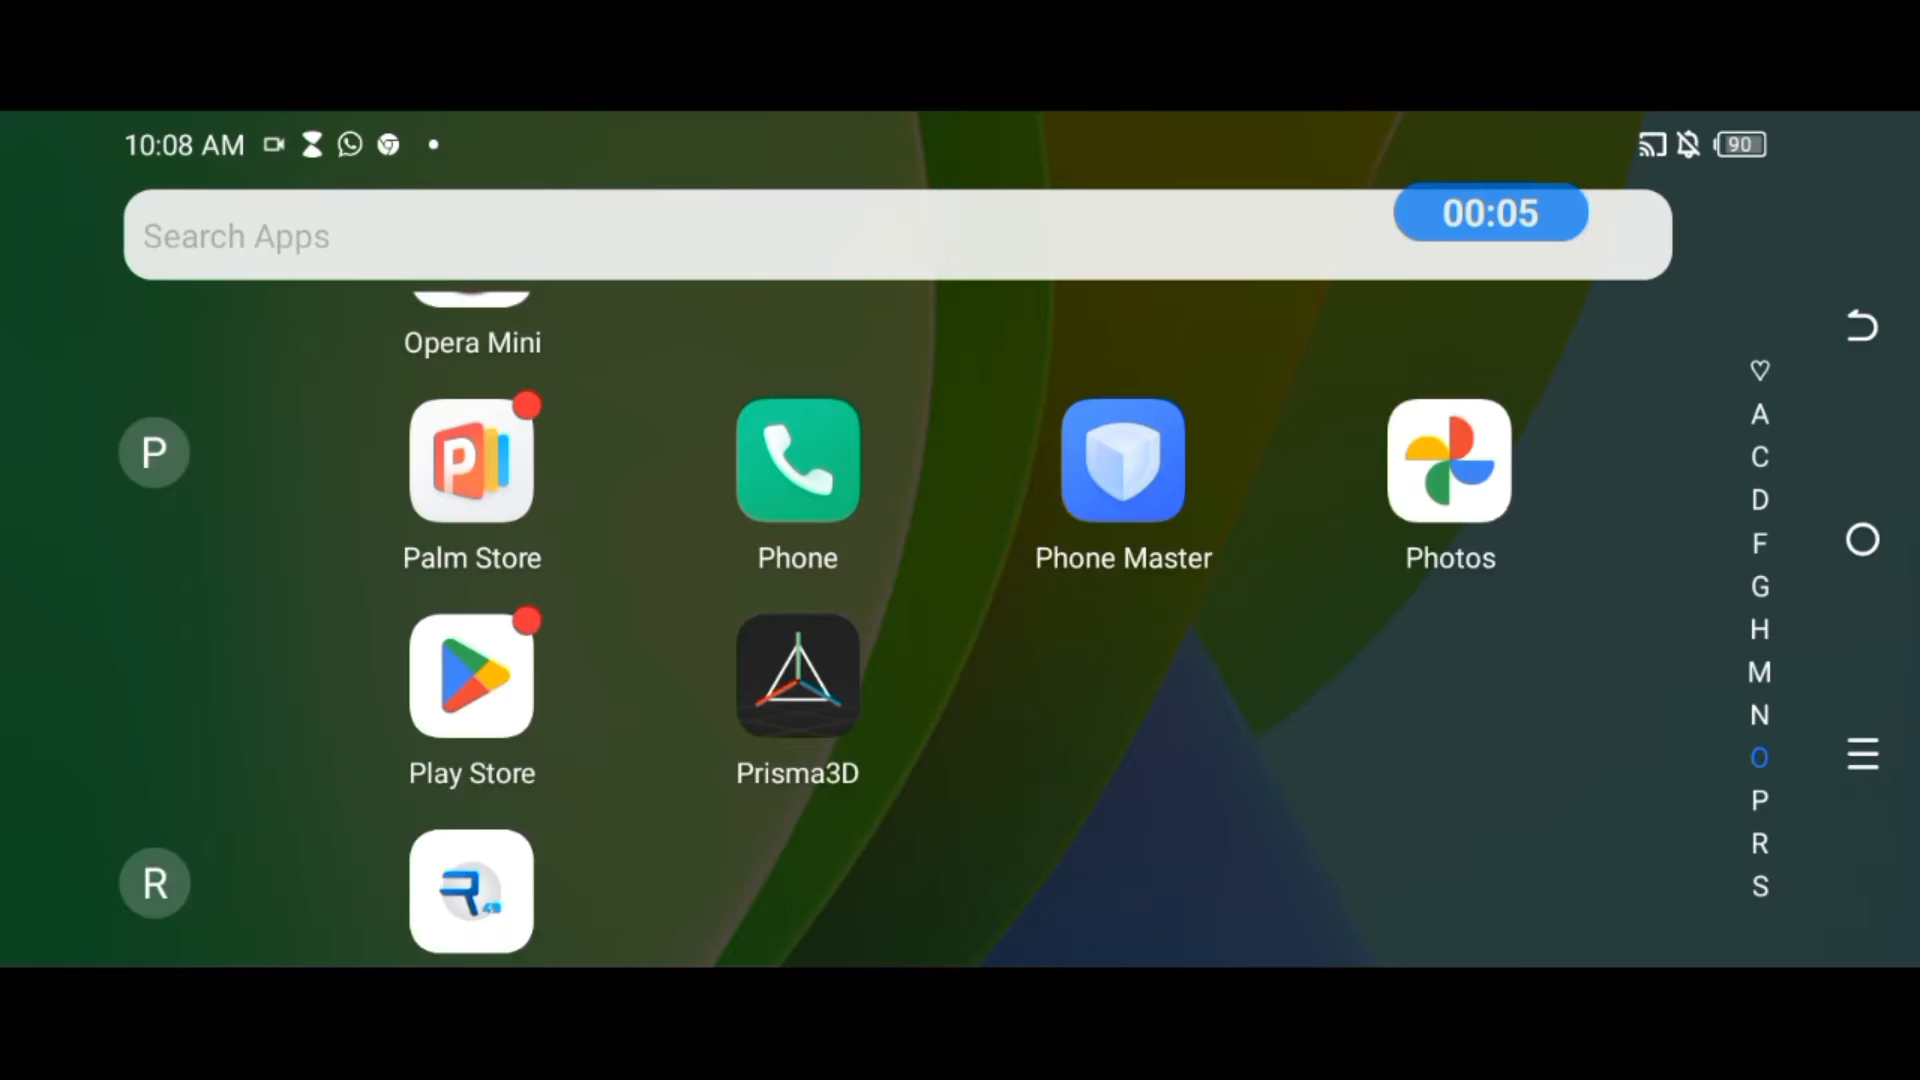 10:08 AM
90
00:05
Search Apps
Opera Mini
P
Palm Store
Phone
Phone Master
Photos
Play Store
Prisma3D
R
A
C
D
F
G
H
M
N
O
P
R
S